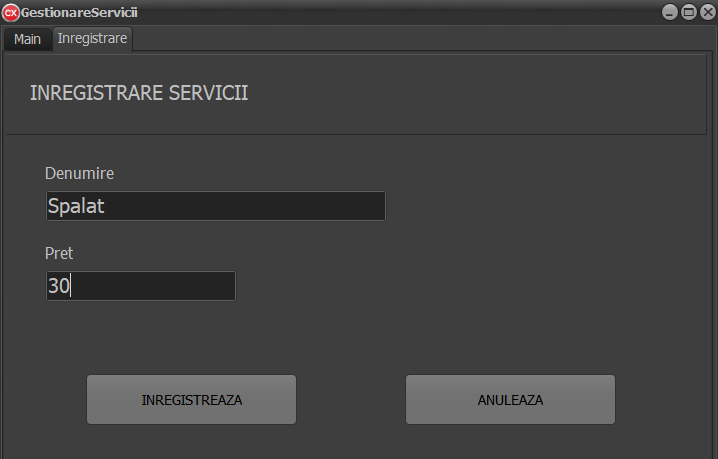 CX GestionareServicii
Main Inregistrare
INREGISTRARE SERVICII
Denumire
Spalat
Pret
30
INREGISTREAZA ANULEAZA